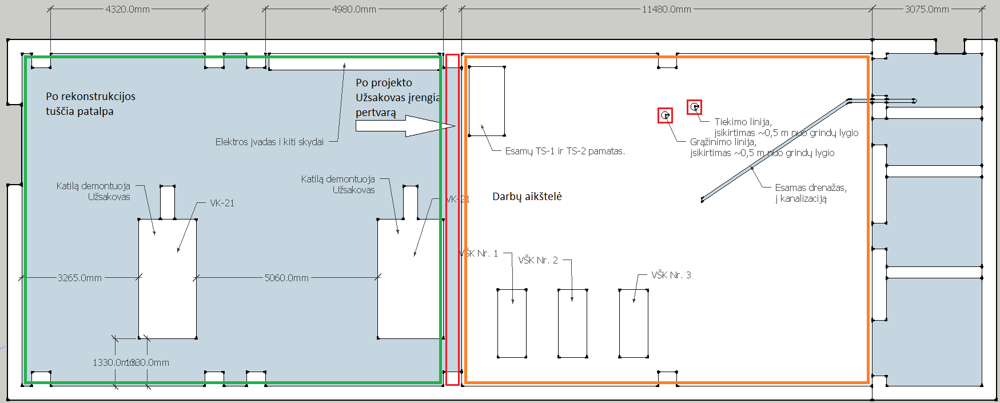 4320.0mm
4980.0mm
11480.0mm
3075.0mm
Po rekonstrukcijos
tuščia patalpa
Po projekto
Užsakovas įrengia
pertvarą
Elektros įvadas i kiti skydai
Esamų TS-1 ir TS-2 pamatas.
Tiekimo linija,
įsikirtimas ~0,5 m nuo grindų lygio
Grąžinimo linija,
įsikirtimas ~0,5 m nuo grindų lygio
Esamas drenažas,
į kanalizaciją
Katilą demontuoja
Užsakovas
VK-21
Katilą demontuoja
Užsakovas
VK-21
Darbų aikštelė
VŠK Nr. 1
VŠK Nr. 2
VŠK Nr. 3
3265.0mm
5060.0mm
1330.0mm
1330.0mm